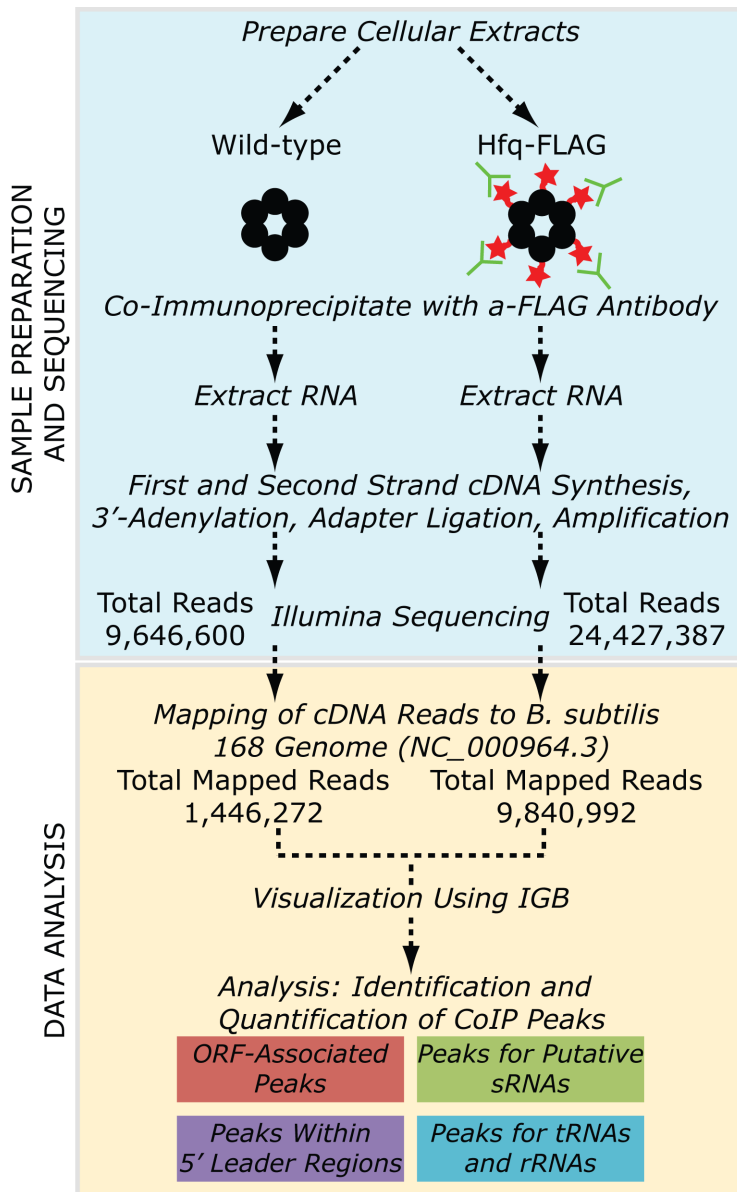 Prepare Cellular Extracts
Wild-type
Hfq-FLAG
Co-Immunoprecipitate with a-FLAG Antibody
Extract RNA
Extract RNA
First and Second Strand cDNA Synthesis,
3′-Adenylation, Adapter Ligation, Amplification
Total Reads
9,646,600
Illumina Sequencing
Total Reads
24,427,387
SAMPLE PREPARATION
AND SEQUENCING
Mapping of cDNA Reads to B. subtilis
168 Genome (NC_000964.3)
Total Mapped Reads
1,446,272
Total Mapped Reads
9,840,992
Visualization Using IGB
Analysis: Identification and
Quantification of CoIP Peaks
ORF-Associated
Peaks
Peaks for Putative
sRNAs
Peaks Within
5′ Leader Regions
Peaks for tRNAs
and rRNAs
DATA ANALYSIS